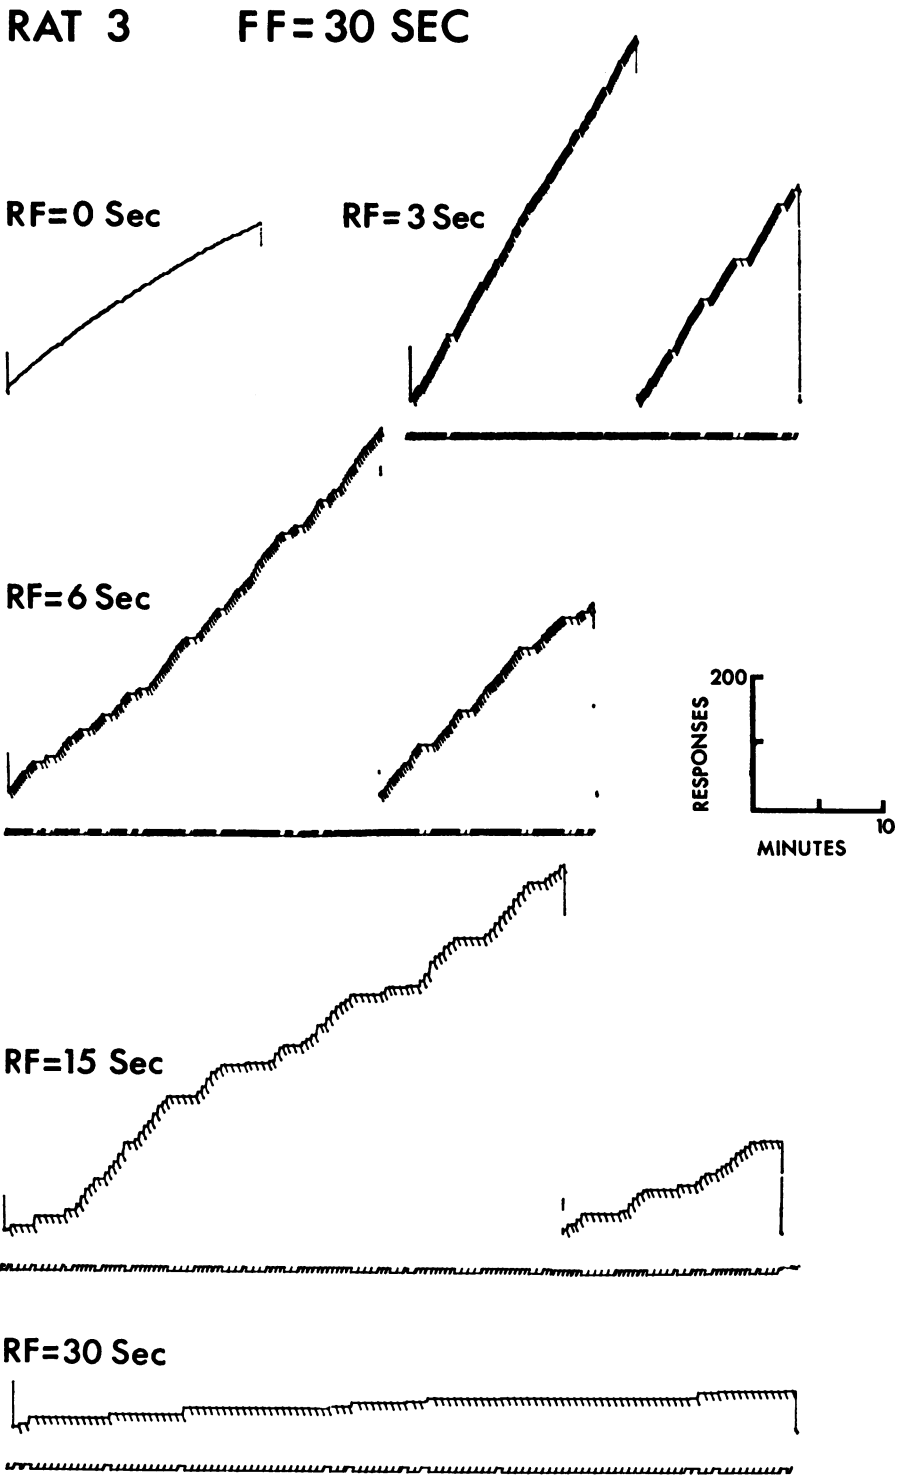 RAT 3 FF=30 SEC
RF=0 Sec
RF=3 Sec
RF=6 Sec
200
RESPONSES
10
MINUTES
RF=15 Sec
RF=30 Sec